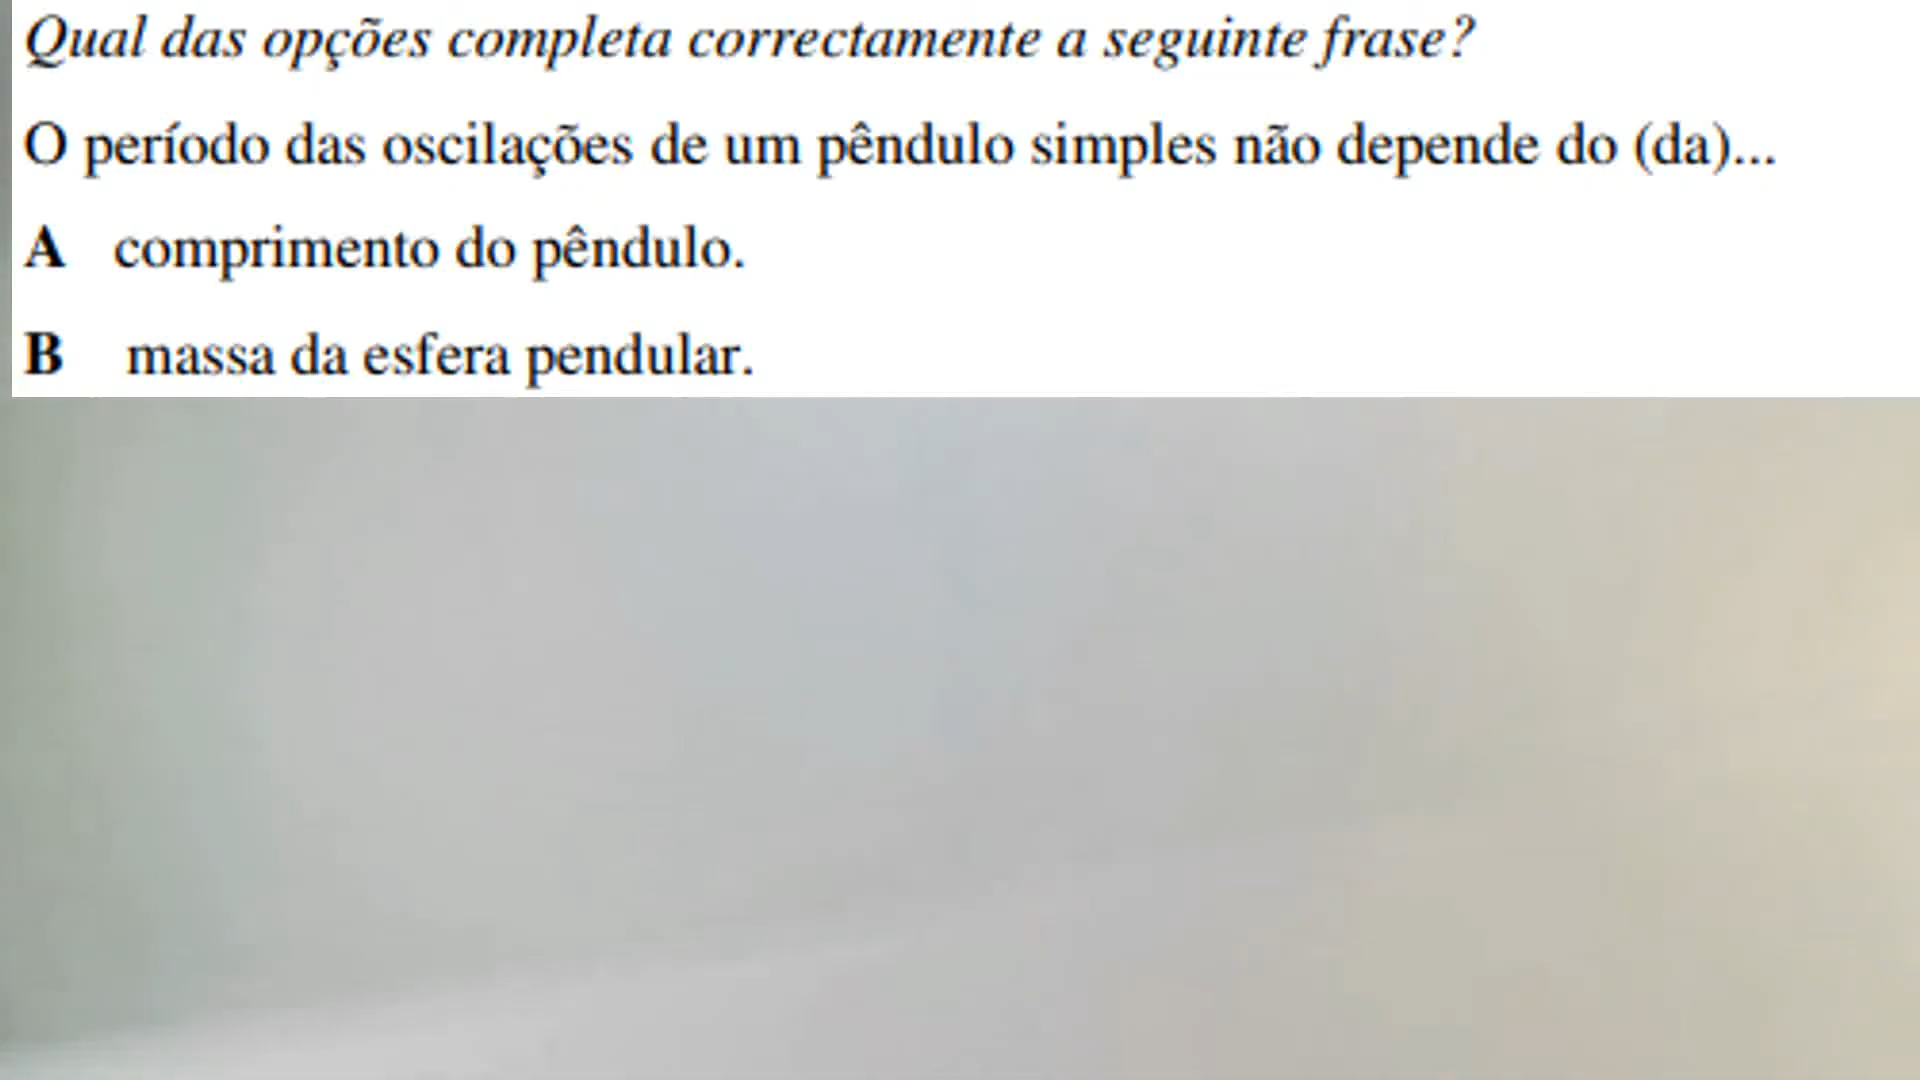 Qual das opções completa correctamente a seguinte frase?
O período das oscilações de um pêndulo simples não depende do (da)...
A comprimento do pêndulo.
B massa da esfera pendular.